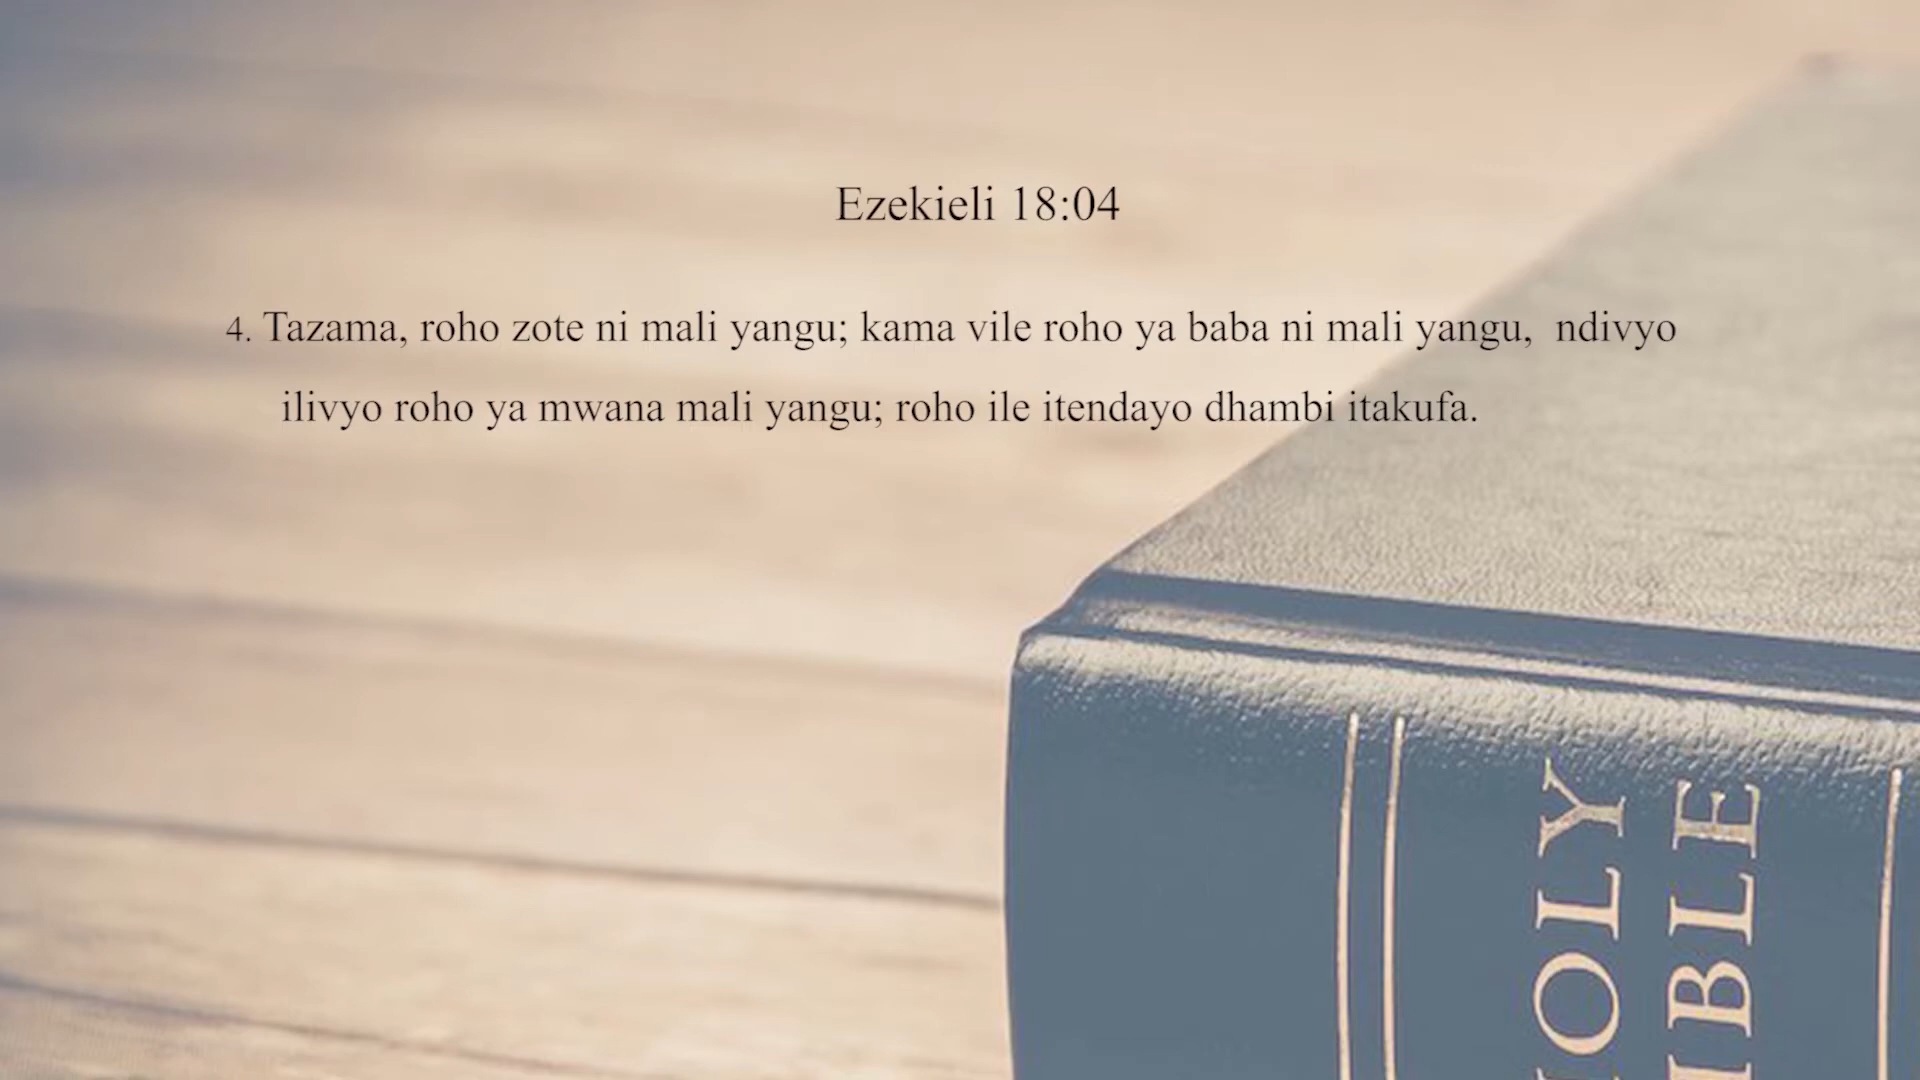 Ezekieli 18:04
4. Tazama, roho zote ni mali yangu; kama vile roho ya baba ni mali yangu,  ndivyo
ilivyo roho ya mwana mali yangu; roho ile itendayo dhambi itakufa.
OLY
IBLE